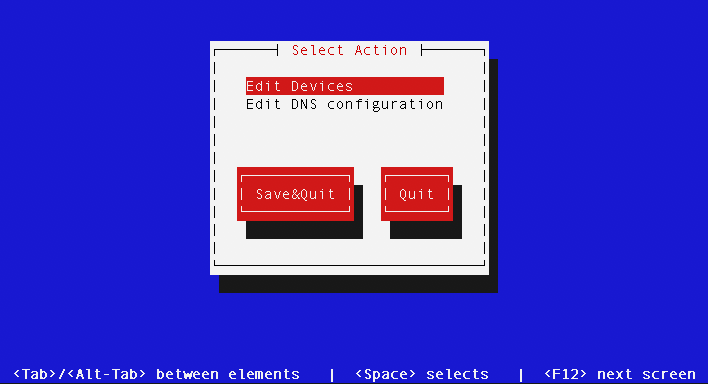 Select Action
Edit Devices
Edit DNS configuration
Save&Quit Quit
<Tab>/<Alt-Tab> between elements | <Space> selects | <F12> next screen